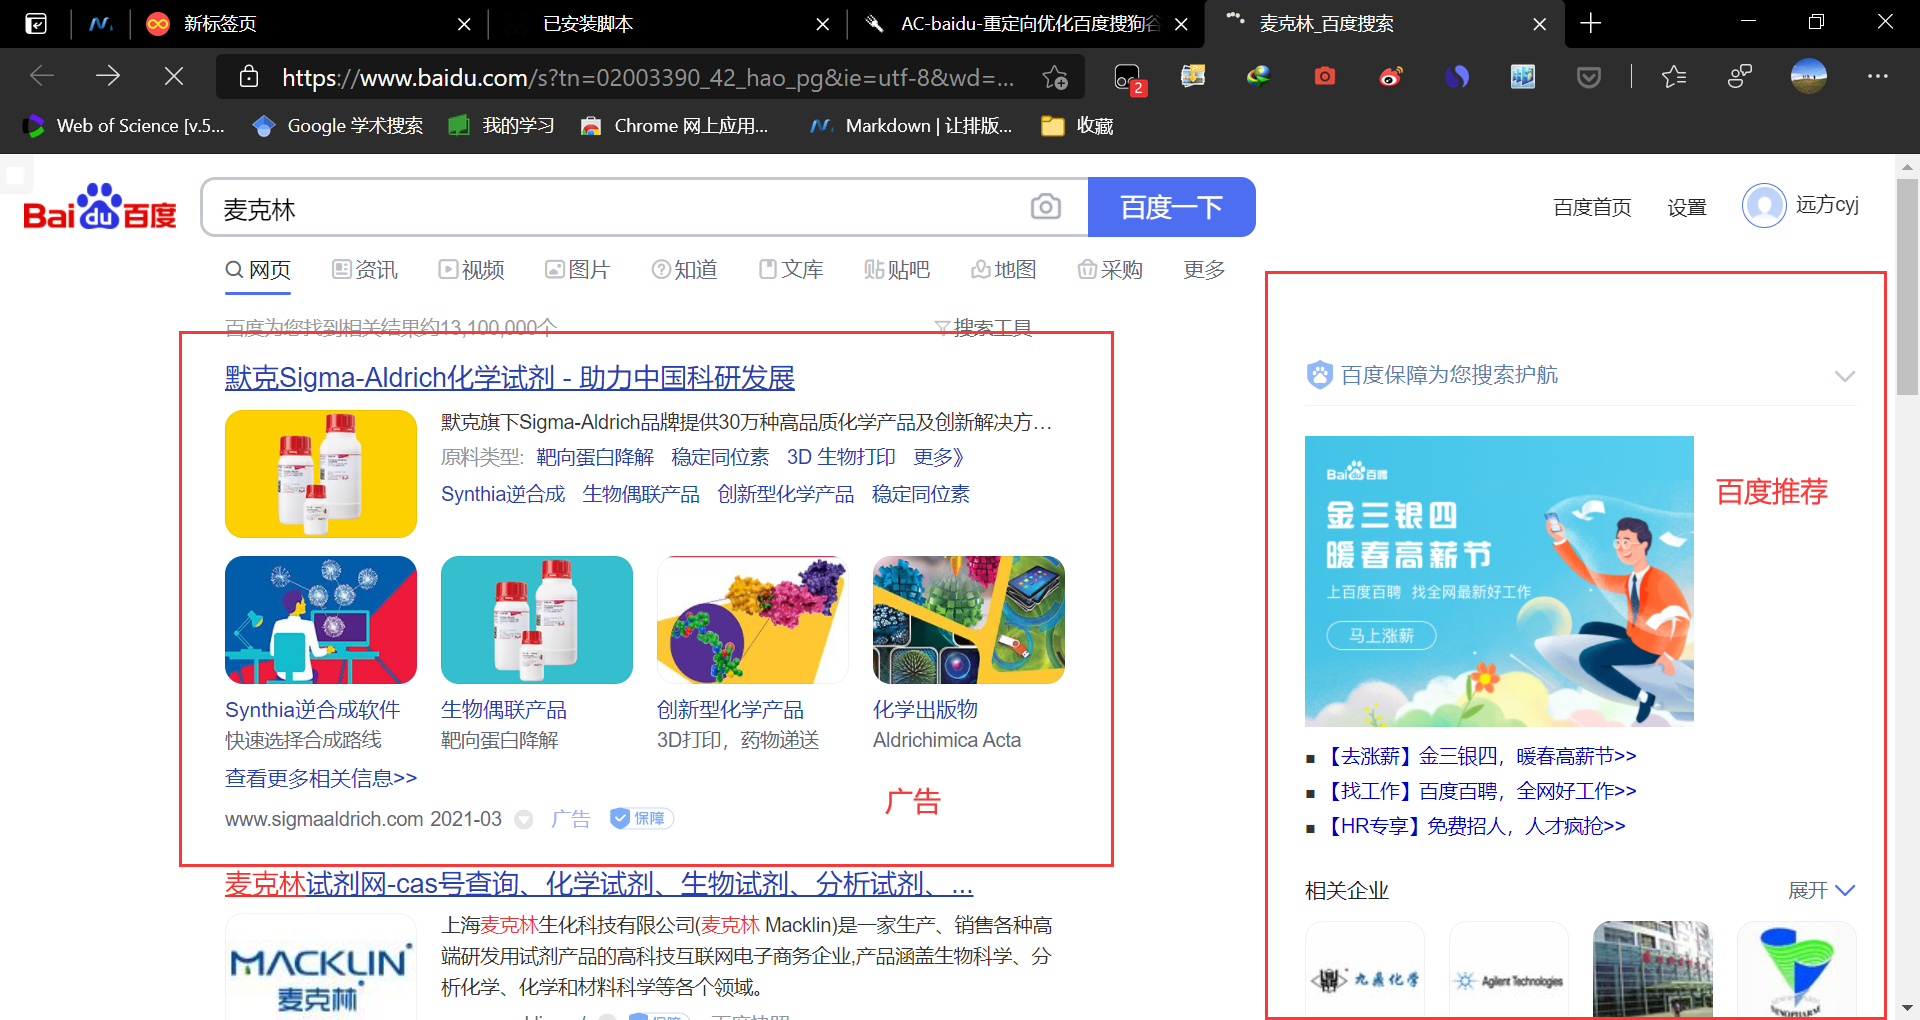 新标签页
已安装脚本
AC-baidu-重定向优化百度搜狗谷
麦克林_百度搜索
https://www.baidu.com/s?tn=02003390_42_hao_pg&ie=utf-8&wd=...
2
Web of Science [v.5...
Google 学术搜索
我的学习
Chrome 网上应用...
Markdown | 让排版...
收藏
Bai du 百度
麦克林
百度一下
百度首页
设置
远方cyj
网页
资讯
视频
图片
知道
文库
贴 贴吧
地图
采购
更多
百度为您找到相关结果约13,100,000个
搜索工具
默克Sigma-Aldrich化学试剂 - 助力中国科研发展
默克旗下Sigma-Aldrich品牌提供30万种高品质化学产品及创新解决方...
原料类型: 靶向蛋白降解 稳定同位素 3D 生物打印 更多》
Synthia逆合成 生物偶联产品 创新型化学产品 稳定同位素
Synthia逆合成软件
快速选择合成路线
生物偶联产品
靶向蛋白降解
创新型化学产品
3D打印，药物递送
化学出版物
Aldrichimica Acta
查看更多相关信息>>
www.sigmaaldrich.com 2021-03
广告
保障
广告
麦克林试剂网-cas号查询、化学试剂、生物试剂、分析试剂、...
MACKLIN
麦克林
上海麦克林生化科技有限公司(麦克林 Macklin)是一家生产、销售各种高
端研发用试剂产品的高科技互联网电子商务企业,产品涵盖生物科学、分
析化学、化学和材料科学等各个领域。
百度保障为您搜索护航
Bai百聘
金三银四
暖春高薪节
上百度百聘 找全网最新好工作
马上涨薪
百度推荐
【去涨薪】金三银四，暖春高薪节>>
【找工作】百度百聘，全网好工作>>
【HR专享】免费招人，人才疯抢>>
相关企业
展开
九鼎化学
Agilent Technologies
SINOPHARM